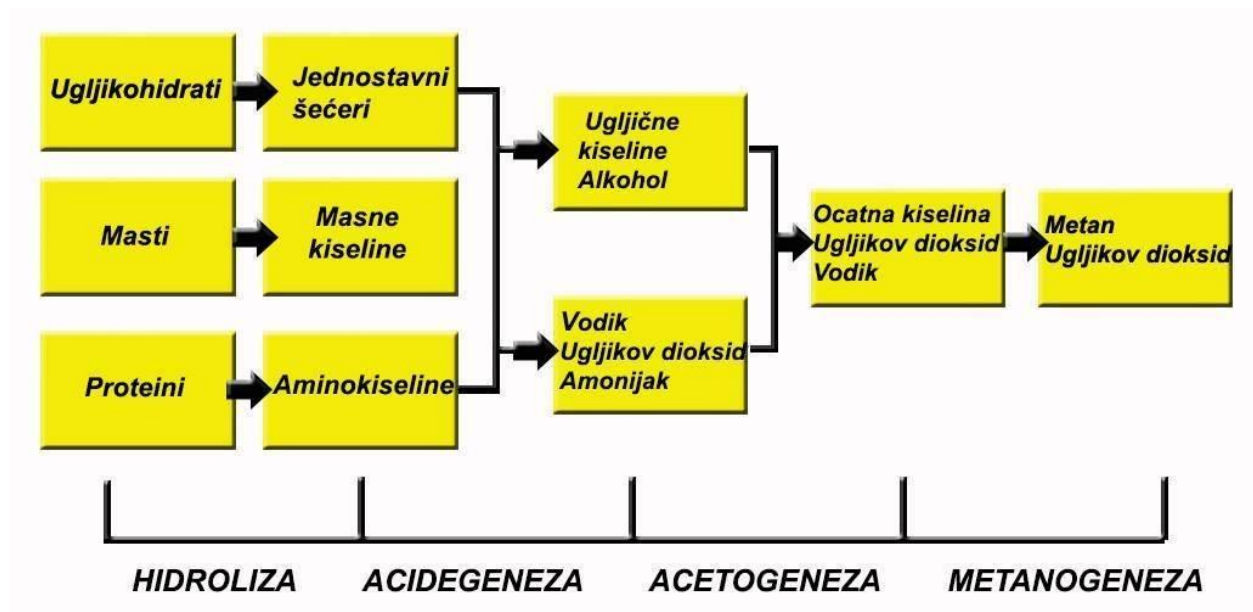 Ugljikohidrati
Jednostavni
šećeri
Masti
Masne
kiseline
Proteini
Aminokiseline
Ugljične
kiseline
Alkohol
Vodik
Ugljikov dioksid
Amonijak
Ocatna kiselina
Ugljikov dioksid
Vodik
Metan
Ugljikov dioksid
HIDROLIZA
ACIDEGENEZA
ACETOGENEZA
METANOGENEZA